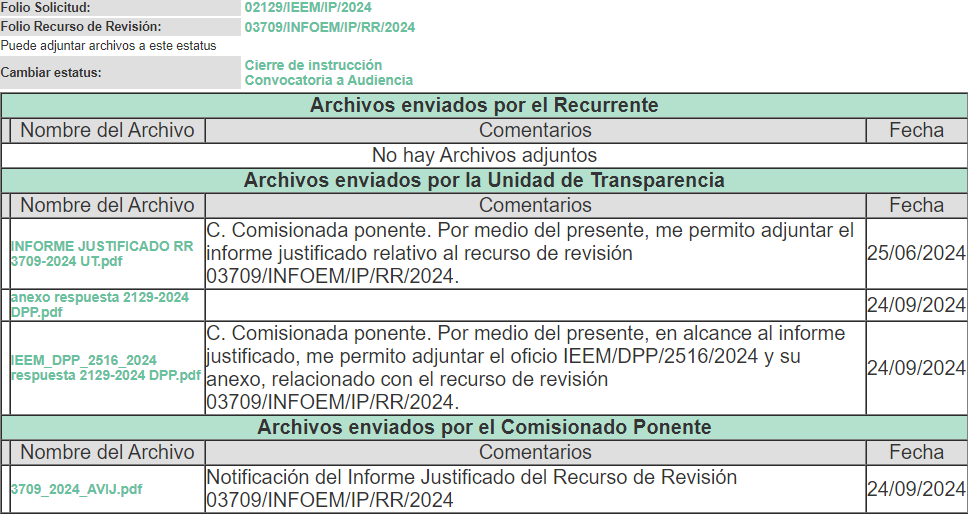 Folio Solicitud: 02129/IEEM/IP/2024
Folio Recurso de Revisión: 03709/INFOEM/IP/RR/2024
Puede adjuntar archivos a este estatus
Cambiar estatus: Cierre de instrucción
Convocatoria a Audiencia
Archivos enviados por el Recurrente
Nombre del Archivo Comentarios Fecha
No hay Archivos adjuntos
Archivos enviados por la Unidad de Transparencia
Nombre del Archivo Comentarios Fecha
INFORME JUSTIFICADO RR
3709-2024 UT.pdf
C. Comisionada ponente. Por medio del presente, me permito adjuntar el
informe justificado relativo al recurso de revisión
03709/INFOEM/IP/RR/2024.
25/06/2024
anexo respuesta 2129-2024
DPP.pdf
24/09/2024
IEEM_DPP_2516_2024
respuesta 2129-2024 DPP.pdf
C. Comisionada ponente. Por medio del presente, en alcance al informe
justificado, me permito adjuntar el oficio IEEM/DPP/2516/2024 y su
anexo, relacionado con el recurso de revisión
03709/INFOEM/IP/RR/2024.
24/09/2024
Archivos enviados por el Comisionado Ponente
Nombre del Archivo Comentarios Fecha
3709_2024_AVIJ.pdf
Notificación del Informe Justificado del Recurso de Revisión
03709/INFOEM/IP/RR/2024
24/09/2024